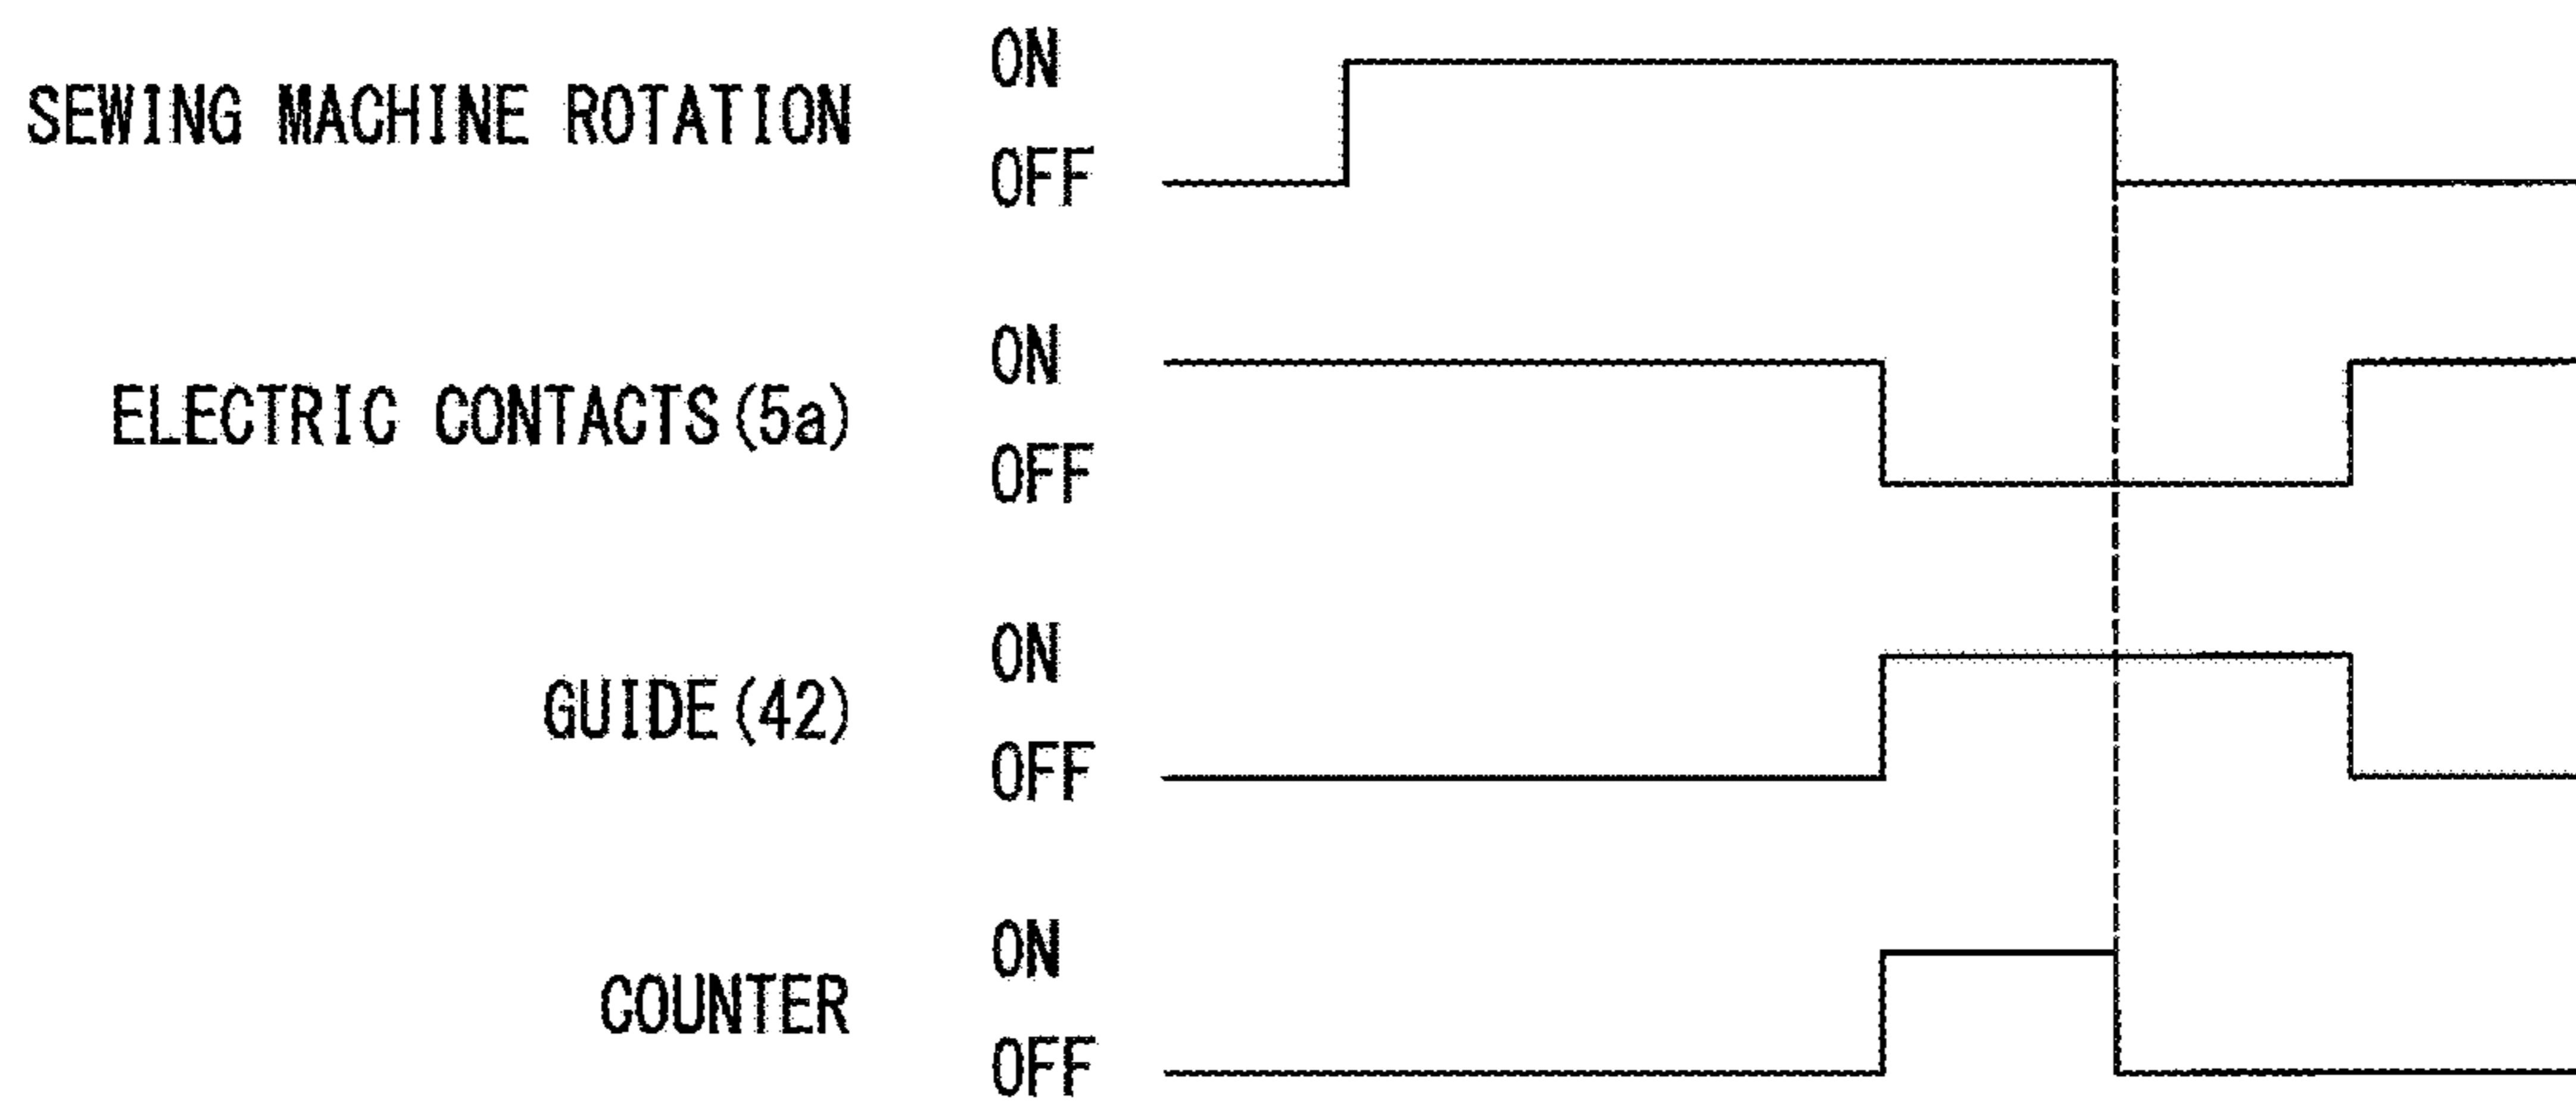 ON
SEWING MACHINE ROTATION
OFF
ON
ELECTRIC CONTACTS(5a)
OFF
ON
GUIDE(42)
OFF
ON
COUNTER
OFF